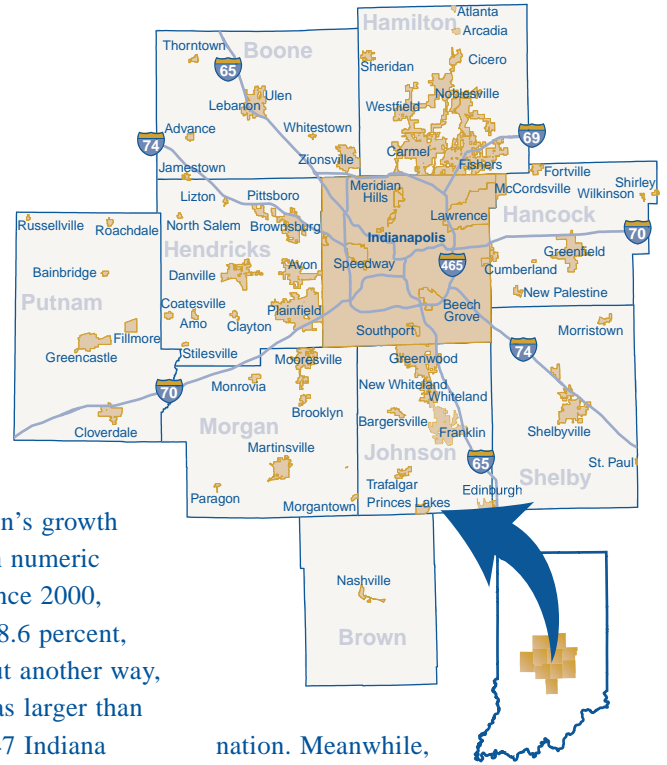 Atlanta
Hamilton
Arcadia
Thorntown
Boone
Cicero
Sheridan
65
Ulen
Noblesville
Lebanon
Westfield
Advance
Whitestown
69
74
Carmel
Zionsville
Fishers
Jamestown
Fortville
Meridian
Hills
McCordsville
Shirley
Wilkinson
Lizton
Pittsboro
Lawrence
Hancock
Russellville
Roachdale
North Salem
Brownsburg
70
Indianapolis
Hendricks
Greenfield
Avon
Speedway
465
Bainbridge
Danville
Cumberland
Putnam
New Palestine
Coatesville
Plainfield
Beech
Grove
Amo
Clayton
Morristown
Fillmore
Southport
Stilesville
74
Greencastle
Mooresville
Greenwood
New Whiteland
Monrovia
70
Whiteland
Brooklyn
Bargersville
Morgan
Franklin
Shelbyville
Cloverdale
Martinsville
Johnson
65
St. Paul
Trafalgar
Shelby
Paragon
Morgantown
Princes Lakes
Edinburgh
n's growth
n numeric
nce 2000,
8.6 percent,
ut another way,
as larger than
47 Indiana
Nashville
Brown
nation. Meanwhile,